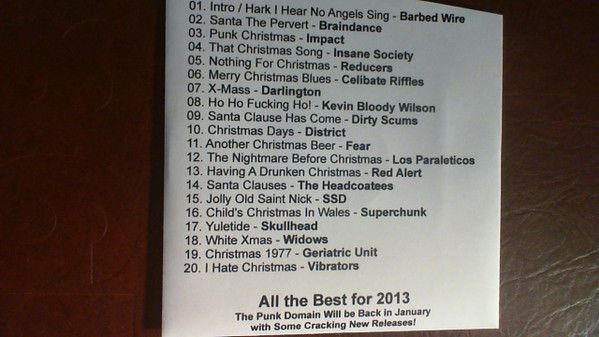 01. Intro / Hark I Hear No Angels Sing - Barbed Wire
02. Santa The Pervert - Braindance
03. Punk Christmas - Impact
04. That Christmas Song - Insane Society
05. Nothing For Christmas - Reducers
06. Merry Christmas Blues - Celibate Riffles
07. X-Mass - Darlington
08. Ho Ho Fucking Ho! - Kevin Bloody Wilson
09. Santa Clause Has Come - Dirty Scums
10. Christmas Days - District
11. Another Christmas Beer - Fear
12. The Nightmare Before Christmas - Los Paraleticos
13. Having A Drunken Christmas - Red Alert
14. Santa Clauses - The Headcoatees
15. Jolly Old Saint Nick - SSD
16. Child's Christmas In Wales - Superchunk
17. Yuletide - Skullhead
18. White Xmas - Widows
19. Christmas 1977 - Geriatric Unit
20. I Hate Christmas - Vibrators
All the Best for 2013
The Punk Domain Will be Back in January
with Some Cracking New Releases!